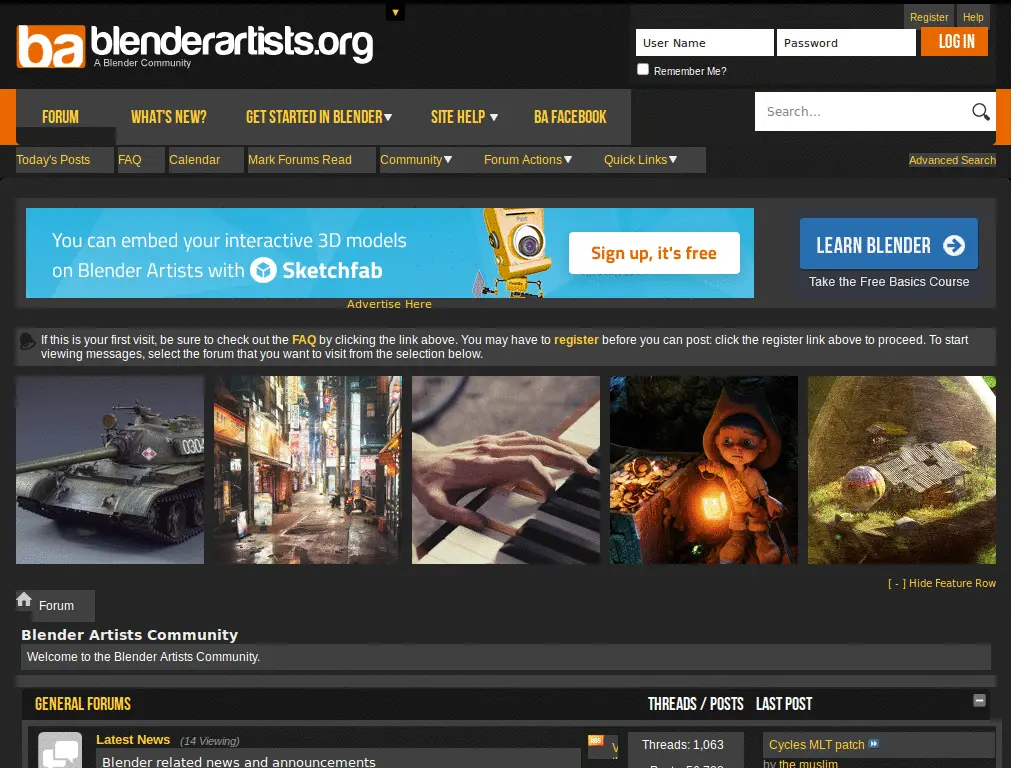 Register Help
ba blenderartists.org
A Blender Community
User Name Password LOG IN
Remember Me?
FORUM WHAT'S NEW? GET STARTED IN BLENDER SITE HELP BA FACEBOOK
Search...
Today's Posts FAQ Calendar Mark Forums Read Community Forum Actions Quick Links Advanced Search
You can embed your interactive 3D models
on Blender Artists with Sketchfab
Sign up, it's free
LEARN BLENDER
Take the Free Basics Course
Advertise Here
If this is your first visit, be sure to check out the FAQ by clicking the link above. You may have to register before you can post: click the register link above to proceed. To start
viewing messages, select the forum that you want to visit from the selection below.
[ - ] Hide Feature Row
Forum
Blender Artists Community
Welcome to the Blender Artists Community.
GENERAL FORUMS THREADS / POSTS LAST POST
Latest News (14 Viewing) Threads: 1,063 Cycles MLT patch
Blender related news and announcements
by the muslim